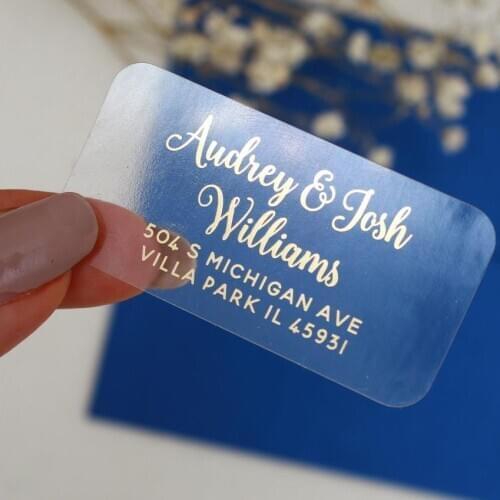 Audrey & Josh
Williams
504 S MICHIGAN AVE
VILLA PARK IL 45931